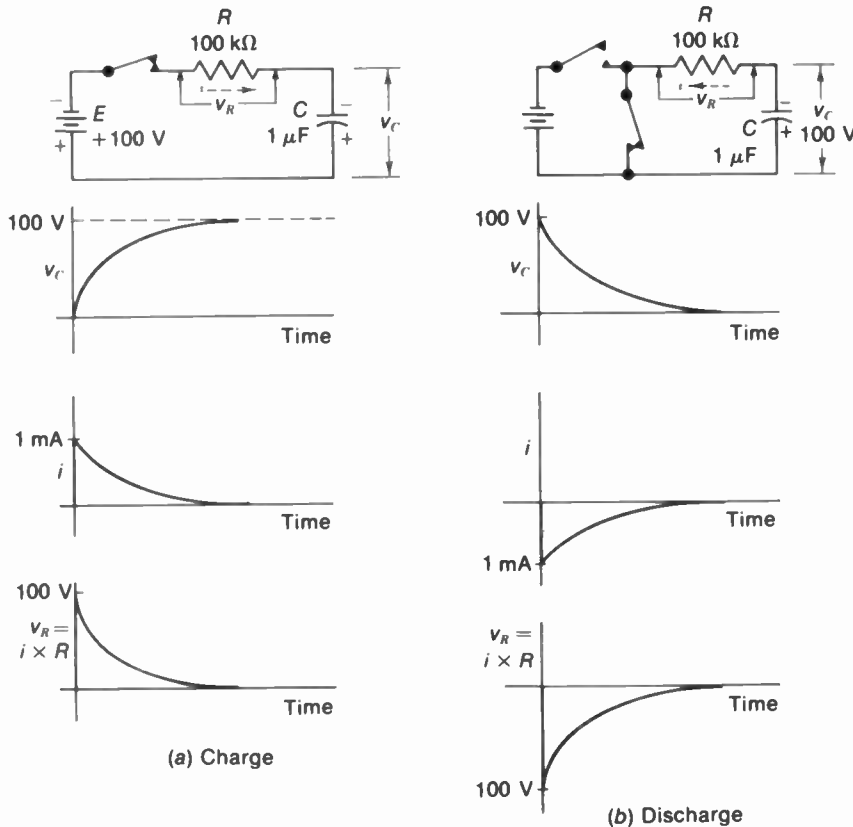 R
100 kΩ
− −
E C
+ + 100 V 1 μF +
i
v_R
v_C
100 V
v_C
Time
1 mA
i
Time
100 V
v_R =
i × R
Time
(a) Charge
R
100 kΩ
i
v_R
−
C +
1 μF
v_C
100 V
100 V
v_C
Time
i
Time
1 mA
v_R =
i × R
Time
100 V
(b) Discharge